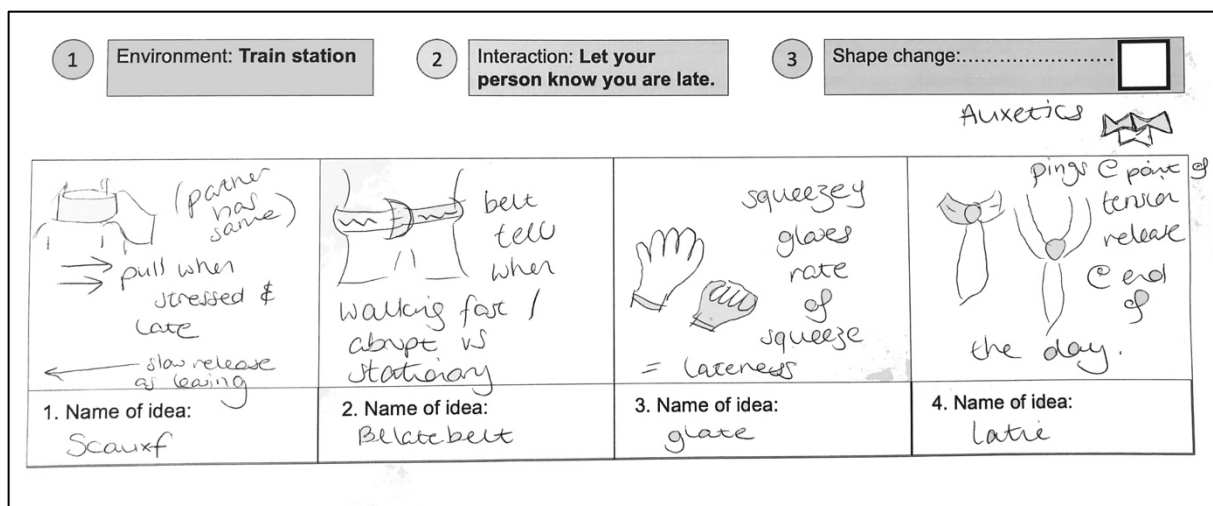 1
Environment: Train station
2
Interaction: Let your
person know you are late.
3
Shape change:..........................
Auxetics
(partner
has
same)
pull when
stressed &
late
slow release
as leaving
1. Name of idea:
Scauxf
belt
tell
when
walking fast /
abrupt vs
stationary
2. Name of idea:
Bellatebelt
squeezey
gloves
rate
of
squeeze
= lateness
3. Name of idea:
glate
pings @ point of
tension
release
@ end
of
the day.
4. Name of idea:
Latie